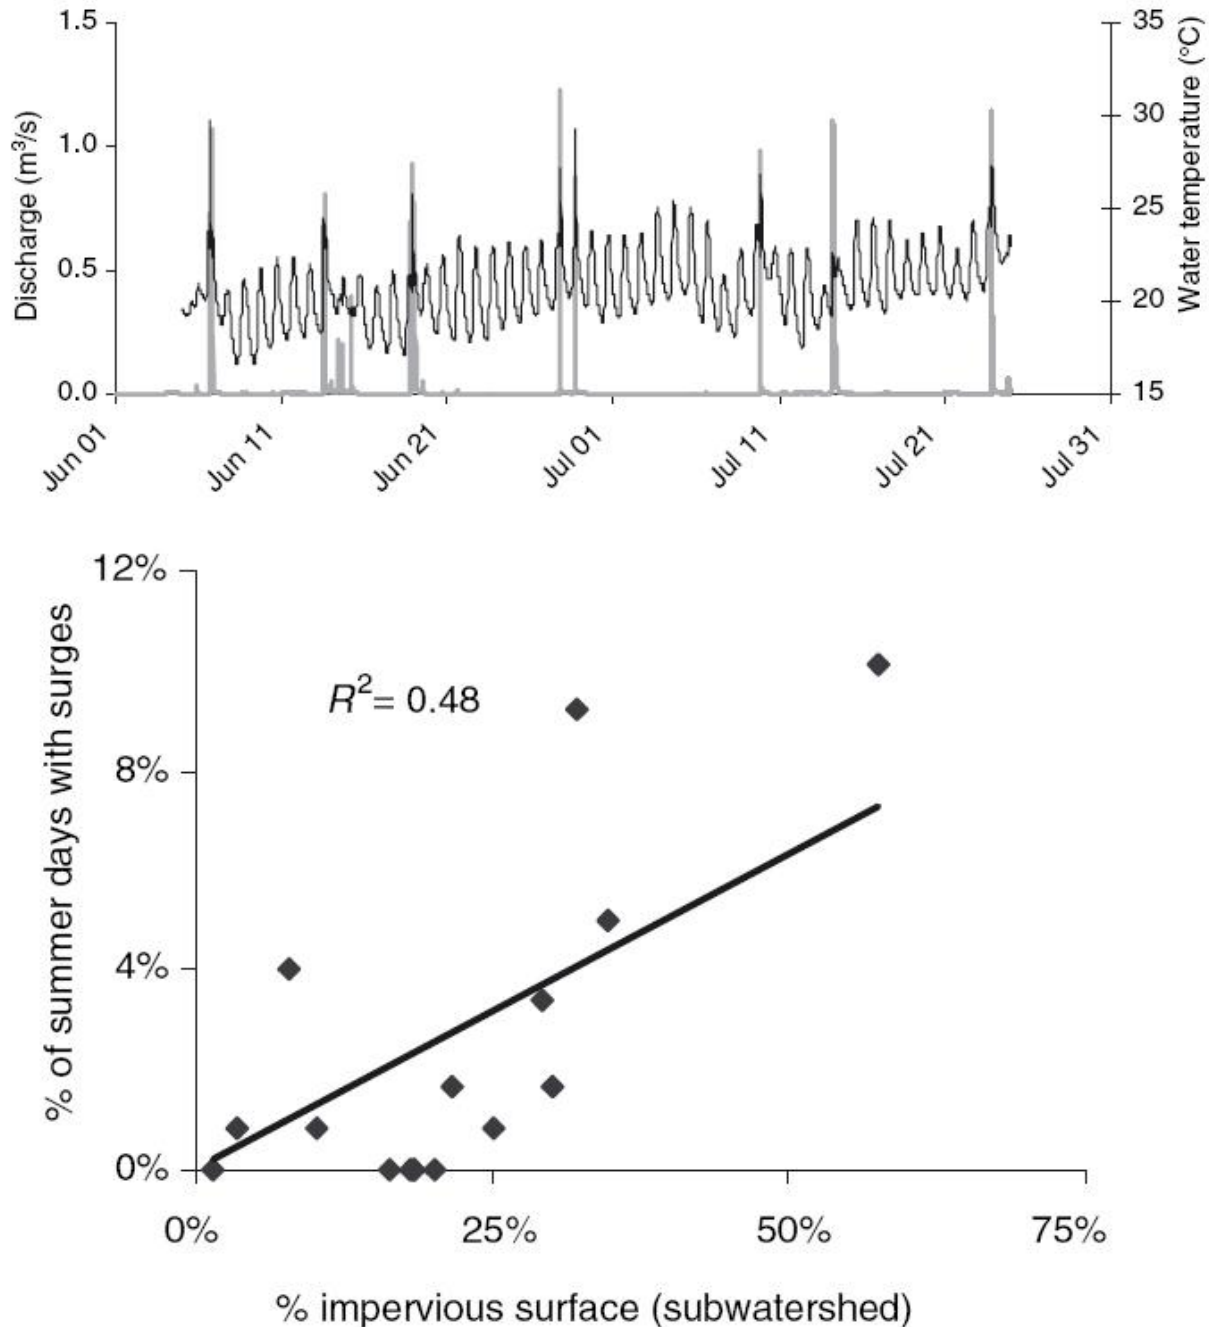 1.5
1.0
0.5
0.0
Discharge (m³/s)
35
30
25
20
15
Water temperature (°C)
Jun 01
Jun 11
Jun 21
Jul 01
Jul 11
Jul 21
Jul 31
12%
8%
4%
0%
% of summer days with surges
R²= 0.48
0%
25%
50%
75%
% impervious surface (subwatershed)